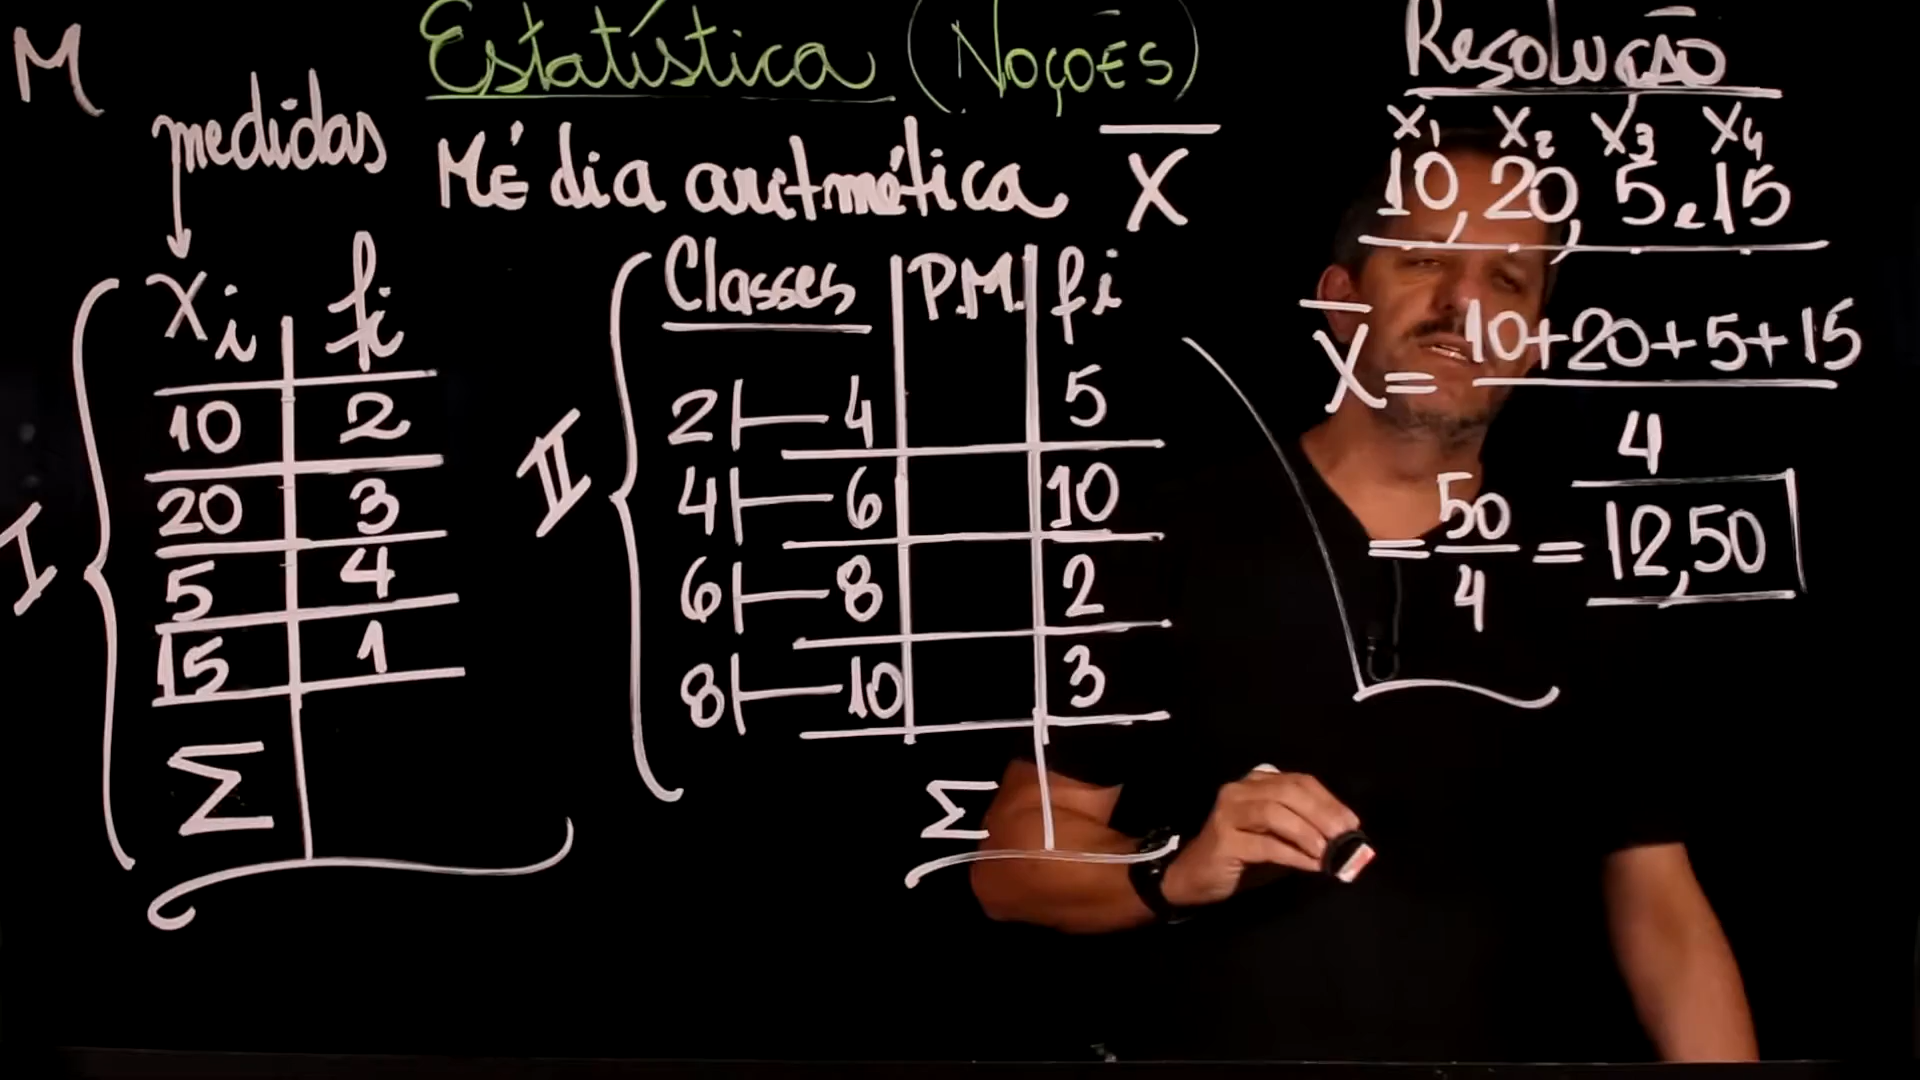 M
Estatística (Noções)
medidas
Média aritmética X̄
I
xi fi
10 2
20 3
5 4
15 1
Σ
II
Classes P.M. fi
2 |— 4 5
4 |— 6 10
6 |— 8 2
8 |— 10 3
Σ
Resolução
x1 x2 x3 x4
10, 20, 5 e 15
X̄ = 10+20+5+15
4
= 50/4 = 12,50